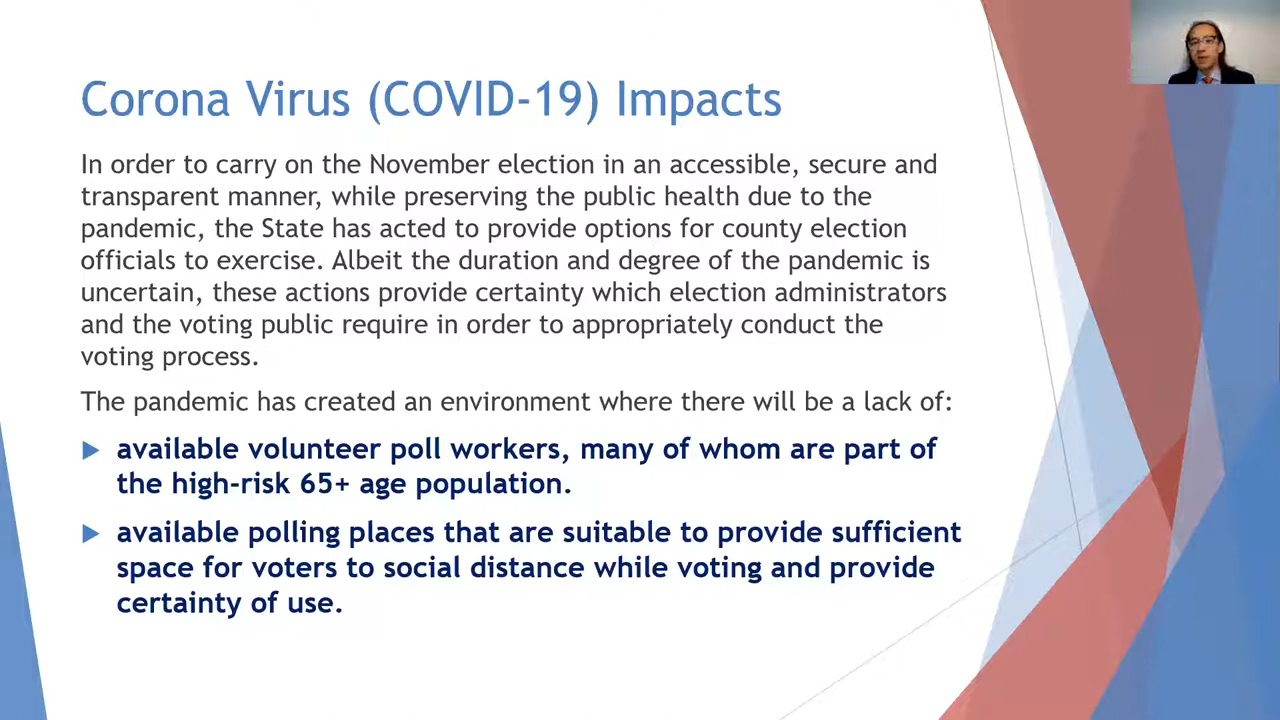 Corona Virus (COVID-19) Impacts
In order to carry on the November election in an accessible, secure and
transparent manner, while preserving the public health due to the
pandemic, the State has acted to provide options for county election
officials to exercise. Albeit the duration and degree of the pandemic is
uncertain, these actions provide certainty which election administrators
and the voting public require in order to appropriately conduct the
voting process.
The pandemic has created an environment where there will be a lack of:
available volunteer poll workers, many of whom are part of
the high-risk 65+ age population.
available polling places that are suitable to provide sufficient
space for voters to social distance while voting and provide
certainty of use.